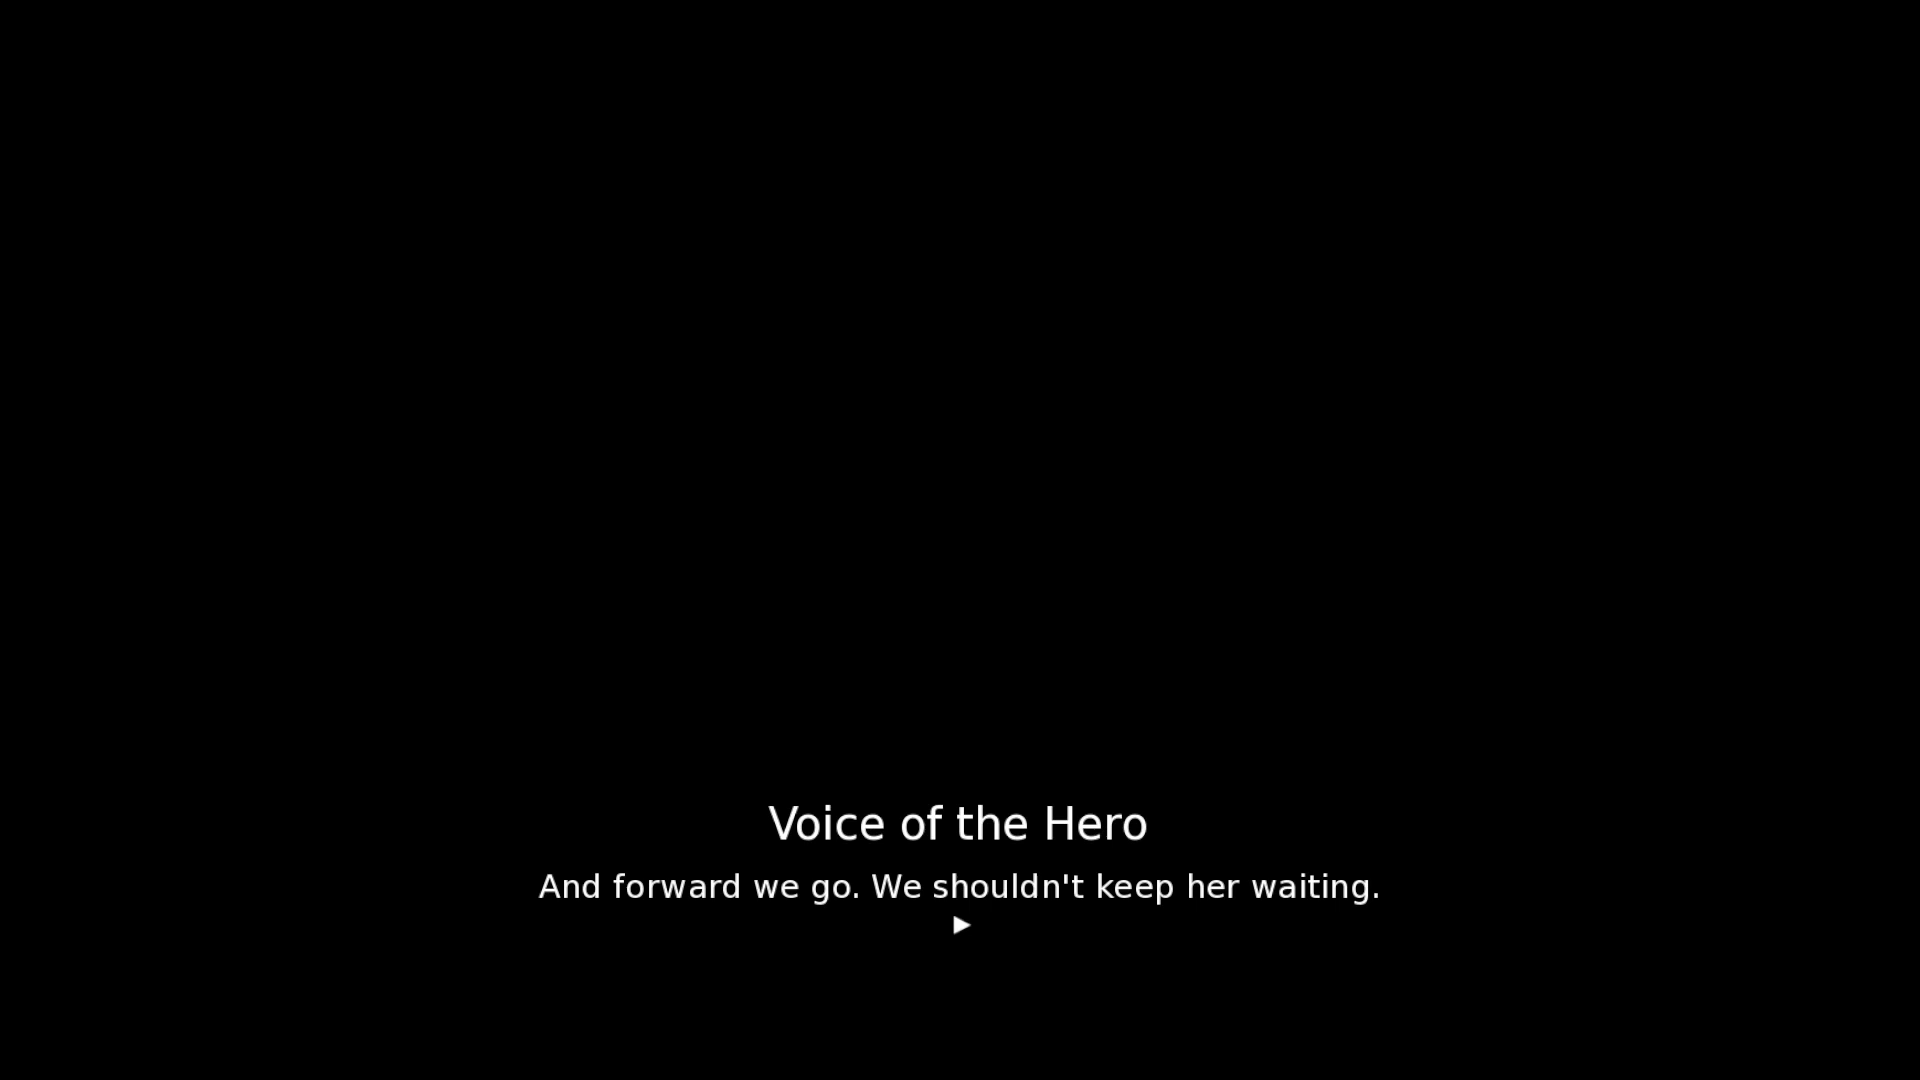 Voice of the Hero
And forward we go. We shouldn't keep her waiting.